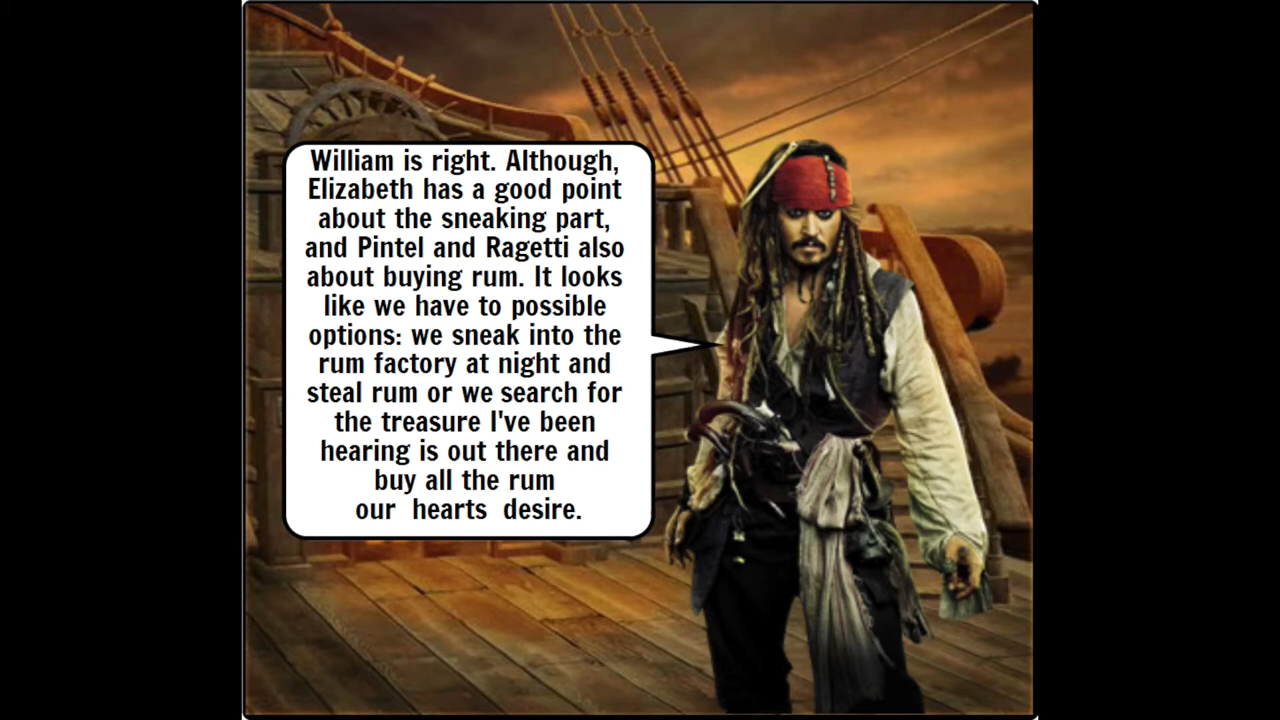 William is right. Although,
Elizabeth has a good point
about the sneaking part,
and Pintel and Ragetti also
about buying rum. It looks
like we have to possible
options: we sneak into the
rum factory at night and
steal rum or we search for
the treasure I've been
hearing is out there and
buy all the rum
our hearts desire.